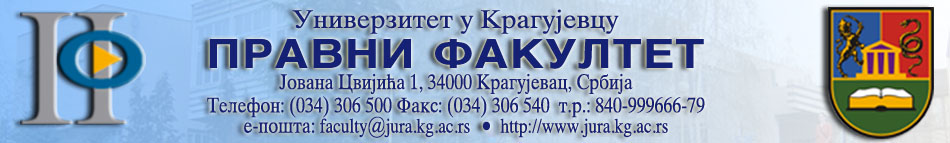 Универзитет у Крагујевцу
ПРАВНИ ФАКУЛТЕТ
Јована Цвијића 1, 34000 Крагујевац, Србија
Телефон: (034) 306 500 Факс: (034) 306 540 т.р.: 840-999666-79
е-пошта: faculty@jura.kg.ac.rs • http://www.jura.kg.ac.rs